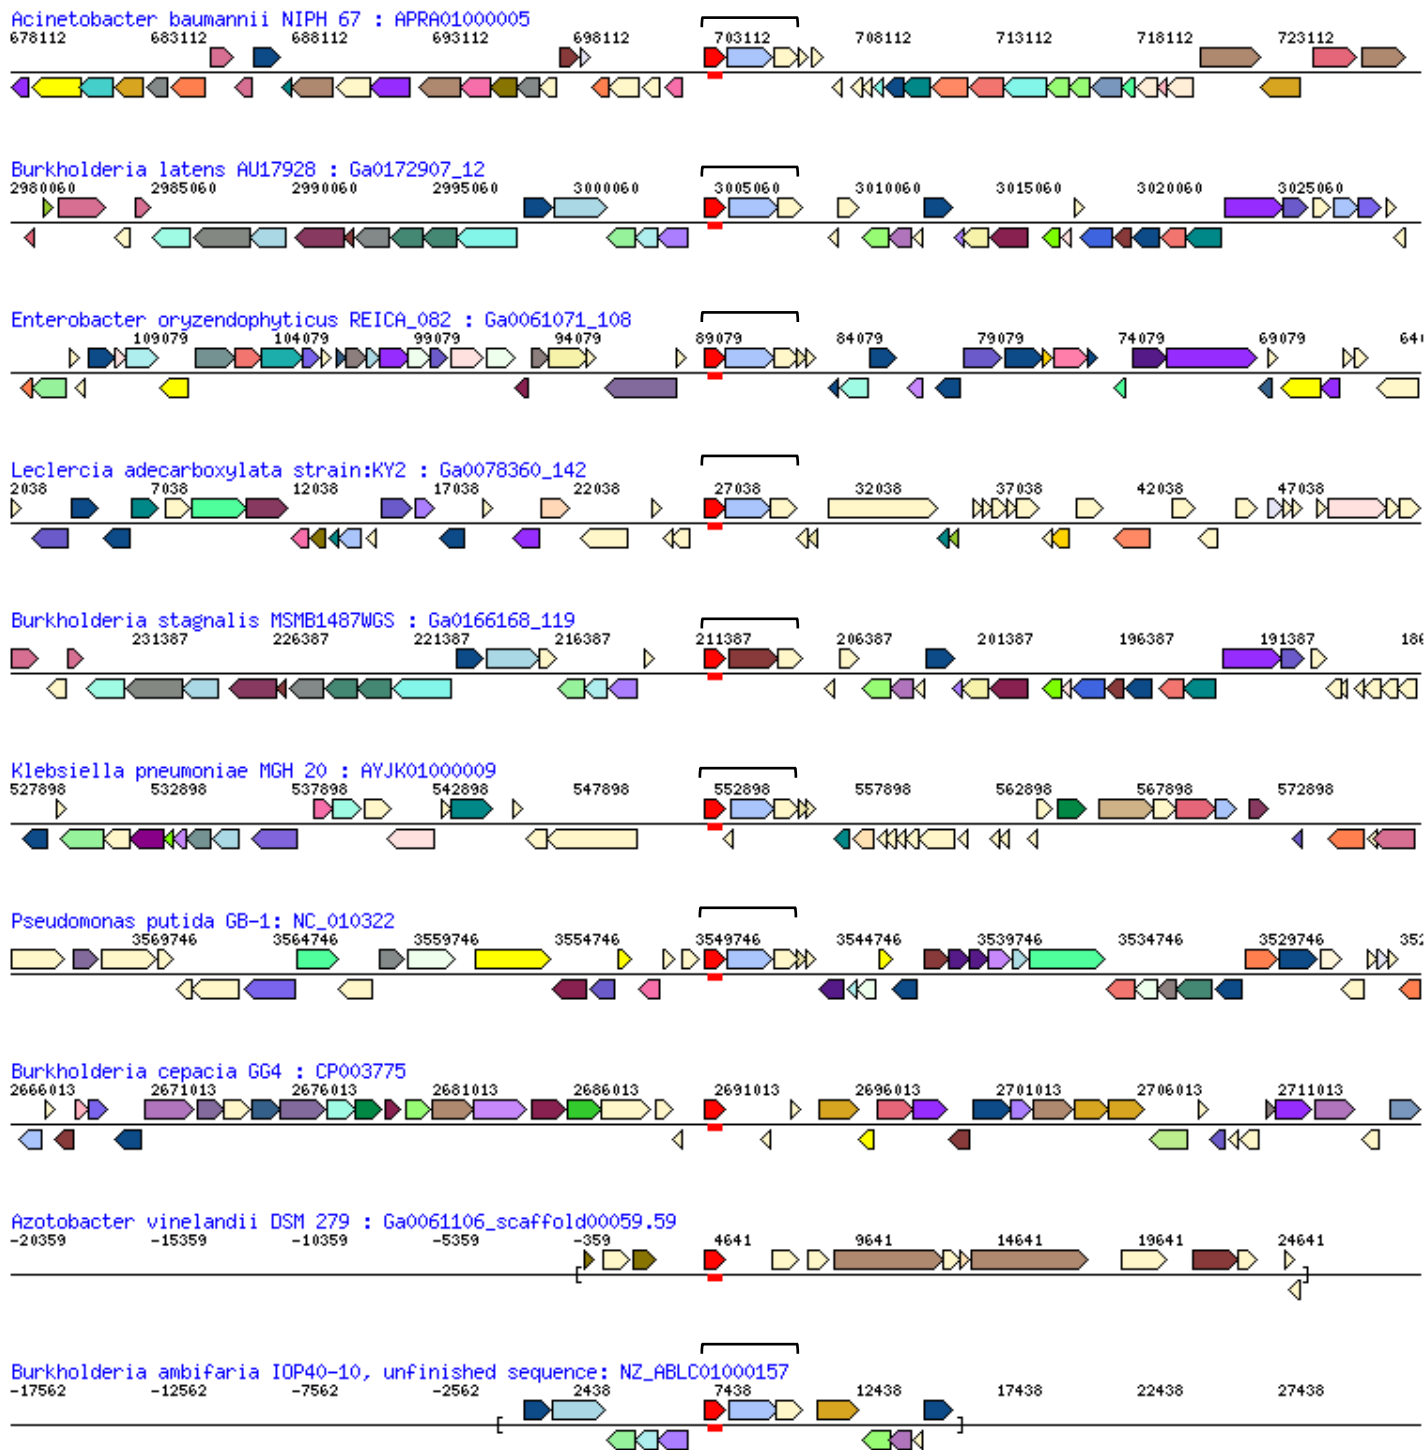 Acinetobacter baumannii NIPH 67 : APRA01000005
678112 683112 688112 693112 698112 703112 708112 713112 718112 723112
Burkholderia latens AU17928 : Ga0172907_12
2980060 2985060 2990060 2995060 3000060 3005060 3010060 3015060 3020060 3025060
Enterobacter oryzendophyticus REICA_082 : Ga0061071_108
109079 104079 99079 94079 89079 84079 79079 74079 69079 64
Leclercia adecarboxylata strain:KY2 : Ga0078360_142
2038 7038 12038 17038 22038 27038 32038 37038 42038 47038
Burkholderia stagnalis MSMB1487WGS : Ga0166168_119
231387 226387 221387 216387 211387 206387 201387 196387 191387 186
Klebsiella pneumoniae MGH 20 : AYJK01000009
527898 532898 537898 542898 547898 552898 557898 562898 567898 572898
Pseudomonas putida GB-1: NC_010322
3569746 3564746 3559746 3554746 3549746 3544746 3539746 3534746 3529746 352
Burkholderia cepacia GG4 : CP003775
2666013 2671013 2676013 2681013 2686013 2691013 2696013 2701013 2706013 2711013
Azotobacter vinelandii DSM 279 : Ga0061106_scaffold00059.59
-20359 -15359 -10359 -5359 -359 4641 9641 14641 19641 24641
Burkholderia ambifaria IOP40-10, unfinished sequence: NZ_ABLC01000157
-17562 -12562 -7562 -2562 2438 7438 12438 17438 22438 27438